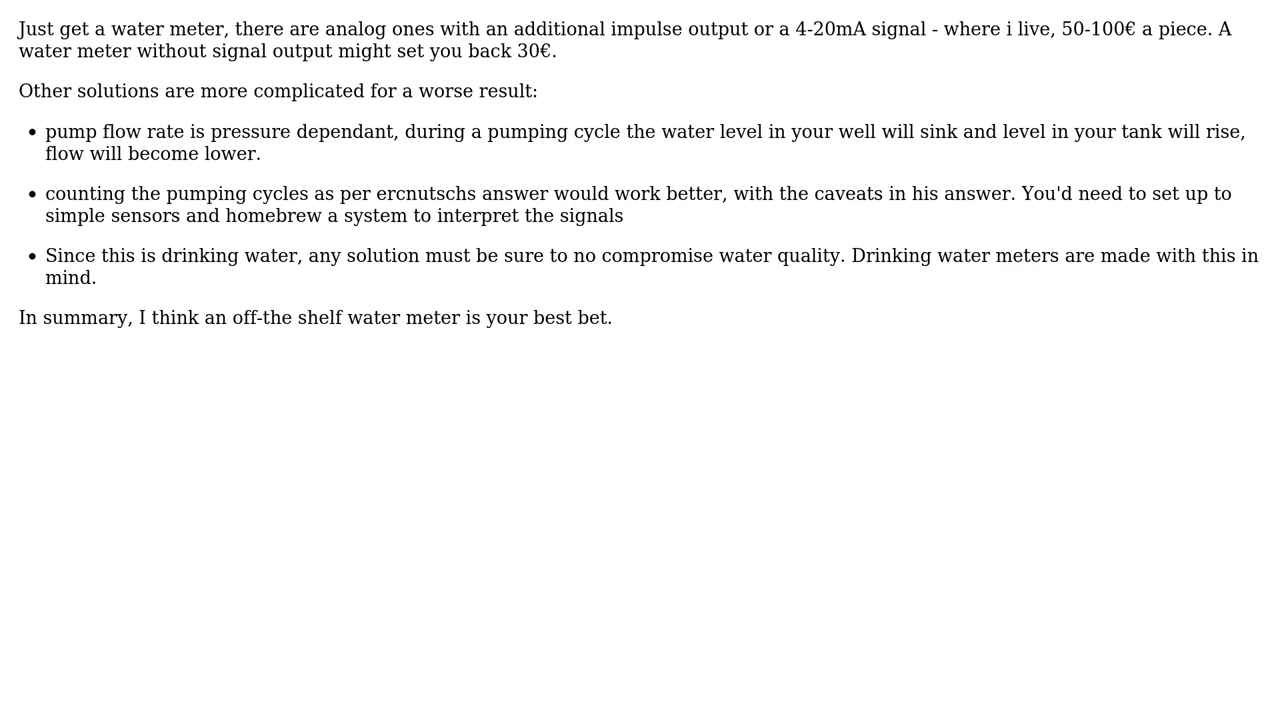 Just get a water meter, there are analog ones with an additional impulse output or a 4-20mA signal - where i live, 50-100€ a piece. A
water meter without signal output might set you back 30€.
Other solutions are more complicated for a worse result:
• pump flow rate is pressure dependant, during a pumping cycle the water level in your well will sink and level in your tank will rise,
flow will become lower.
• counting the pumping cycles as per ercnutschs answer would work better, with the caveats in his answer. You'd need to set up to
simple sensors and homebrew a system to interpret the signals
• Since this is drinking water, any solution must be sure to no compromise water quality. Drinking water meters are made with this in
mind.
In summary, I think an off-the shelf water meter is your best bet.